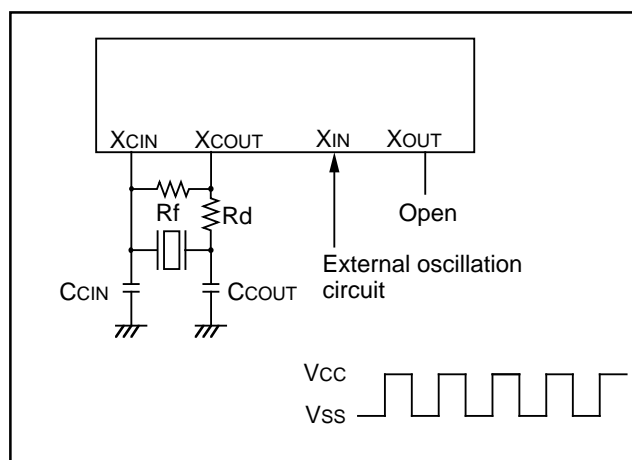 XCIN XCOUT XIN XOUT
Rf
Rd
Open
External oscillation
circuit
CCIN
CCOUT
VCC
VSS